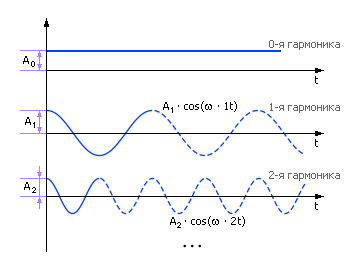 0-я гармоника
A0
t
A1·cos(ω·1t)
1-я гармоника
A1
t
2-я гармоника
A2
t
A2·cos(ω·2t)
...